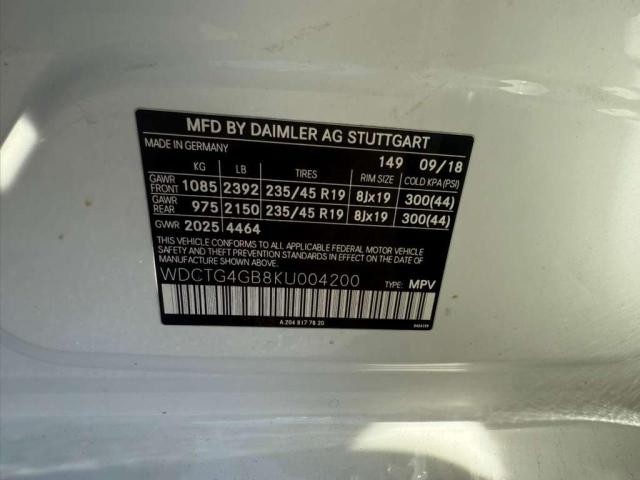 MFD BY DAIMLER AG STUTTGART
MADE IN GERMANY 149 09/18
KG LB TIRES RIM SIZE COLD KPA(PSI)
GAWR FRONT 1085 2392 235/45 R19 8Jx19 300(44)
GAWR REAR 975 2150 235/45 R19 8Jx19 300(44)
GVWR 2025 4464
THIS VEHICLE CONFORMS TO ALL APPLICABLE FEDERAL MOTOR VEHICLE
SAFETY AND THEFT PREVENTION STANDARDS IN EFFECT ON THE DATE
OF MANUFACTURE SHOWN ABOVE.
WDCTG4GB8KU004200 TYPE: MPV
A 204 817 78 20